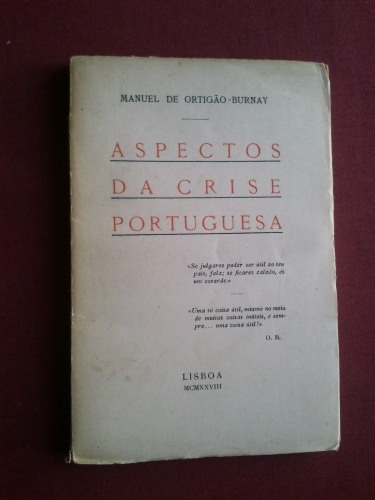 MANUEL DE ORTIGÃO-BURNAY
ASPECTOS
DA CRISE
PORTUGUESA
«Se julgares poder ser útil ao teu
país, fala; se ficares calado, és
um covarde.»
«Uma só coisa útil, mesmo no meio
de muitas coisas inúteis, é sem-
pre... uma coisa útil!»
O. B.
LISBOA
MCMXXVIII